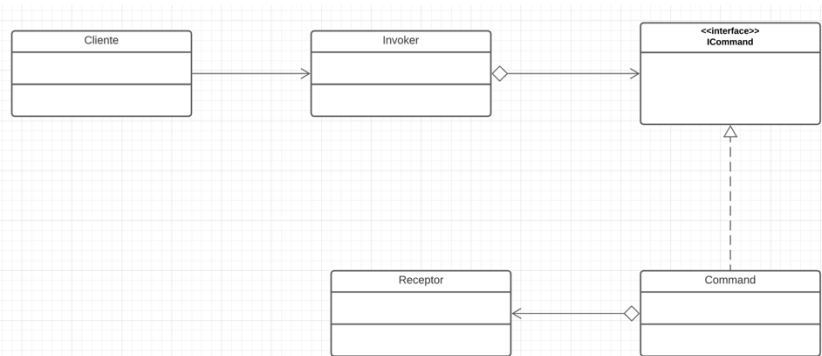 Cliente
Invoker
<<interface>>
ICommand
Receptor
Command